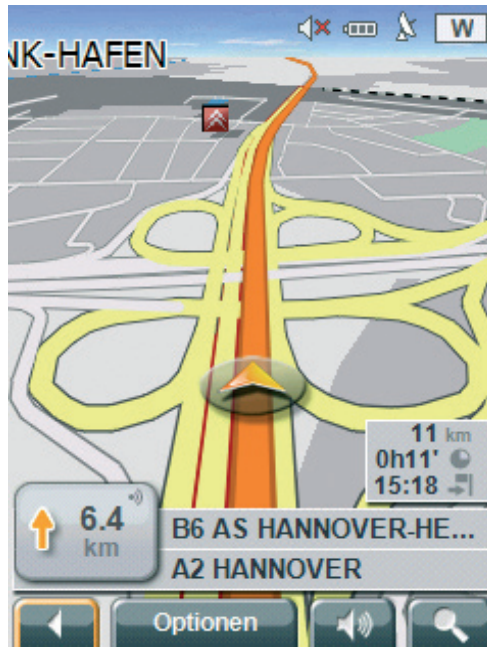 W
NK-HAFEN
11 km
0h11'
15:18
6.4
km
B6 AS HANNOVER-HE...
A2 HANNOVER
Optionen